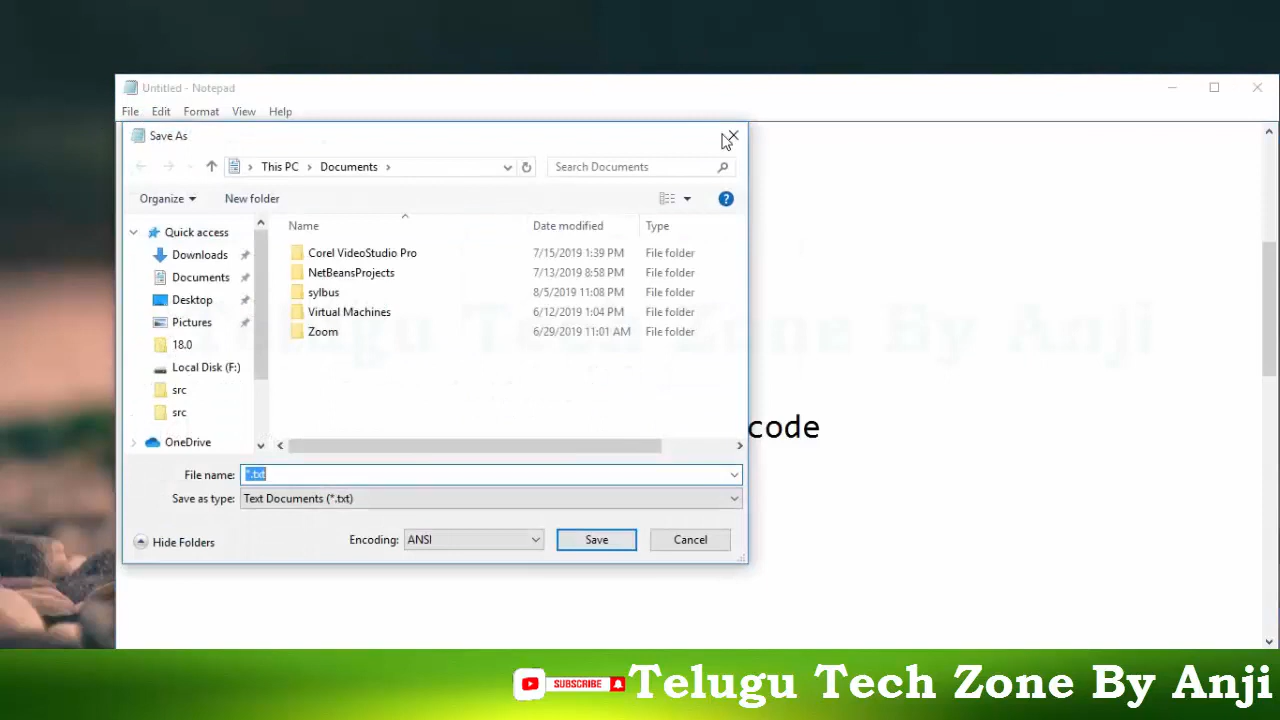 Untitled - Notepad
File Edit Format View Help
Save As
This PC > Documents >
Search Documents
Organize New folder
Name Date modified Type
Quick access
Downloads
Documents
Desktop
Pictures
18.0
Local Disk (F:)
src
src
OneDrive
Corel VideoStudio Pro 7/15/2019 1:39 PM File folder
NetBeansProjects 7/13/2019 8:58 PM File folder
sylbus 8/5/2019 11:08 PM File folder
Virtual Machines 6/12/2019 1:04 PM File folder
Zoom 6/29/2019 11:01 AM File folder
Telugu Tech Zone By Anji
code
File name: *.txt
Save as type: Text Documents (*.txt)
Hide Folders Encoding: ANSI Save Cancel
SUBSCRIBE Telugu Tech Zone By Anji